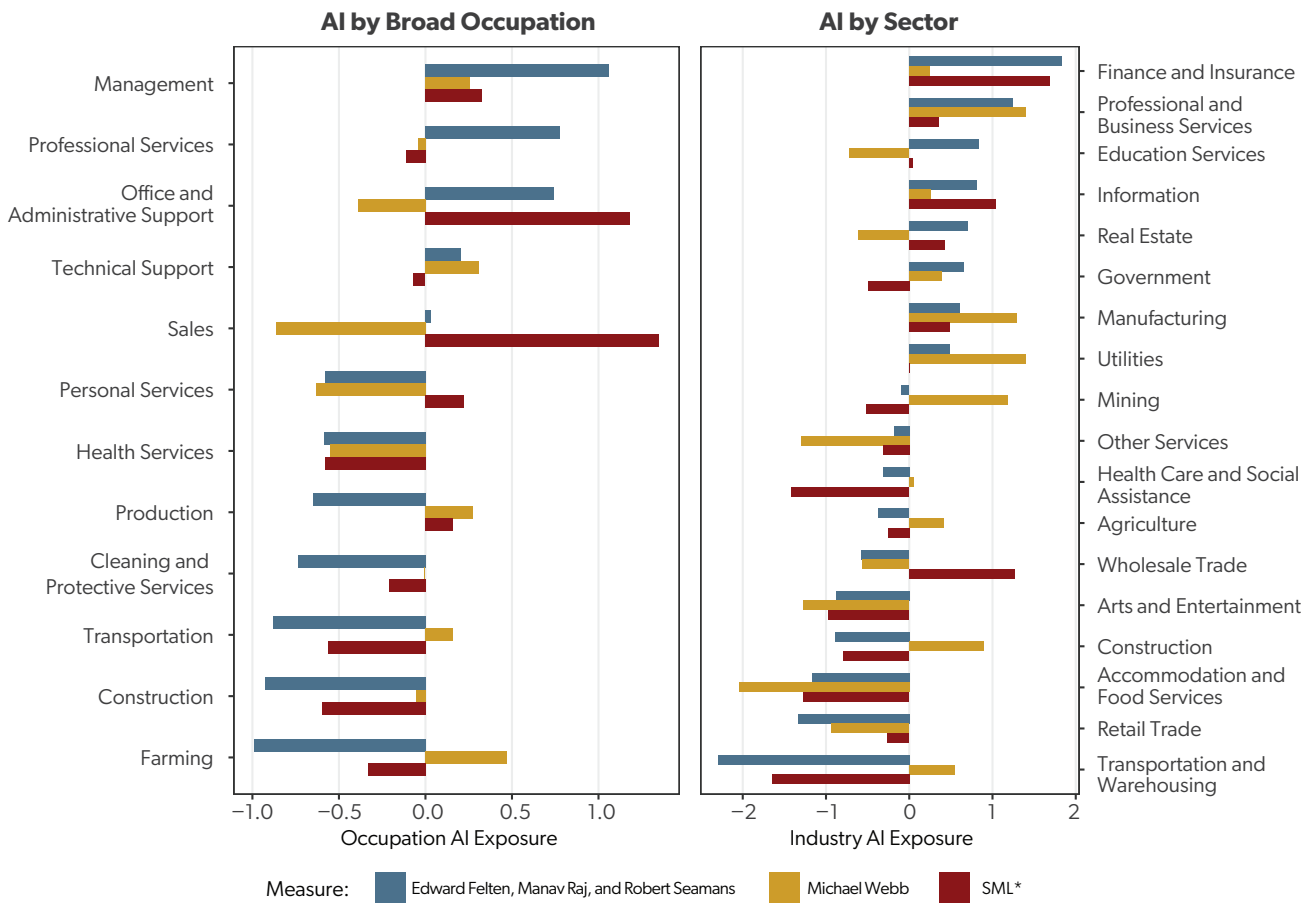 AI by Broad Occupation
Management
Professional Services
Office and
Administrative Support
Technical Support
Sales
Personal Services
Health Services
Production
Cleaning and
Protective Services
Transportation
Construction
Farming
−1.0 −0.5 0.0 0.5 1.0
Occupation AI Exposure
AI by Sector
Finance and Insurance
Professional and
Business Services
Education Services
Information
Real Estate
Government
Manufacturing
Utilities
Mining
Other Services
Health Care and Social
Assistance
Agriculture
Wholesale Trade
Arts and Entertainment
Construction
Accommodation and
Food Services
Retail Trade
Transportation and
Warehousing
−2 −1 0 1 2
Industry AI Exposure
Measure: Edward Felten, Manav Raj, and Robert Seamans Michael Webb SML*